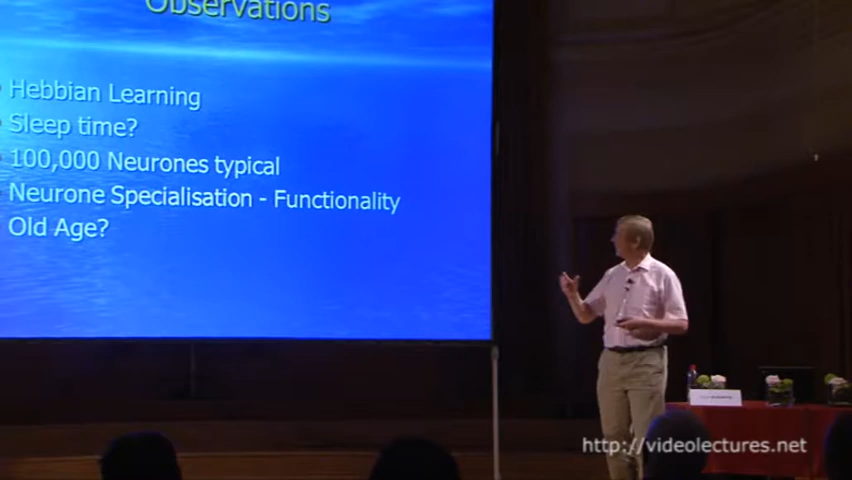 Observations
Hebbian Learning
Sleep time?
100,000 Neurones typical
Neurone Specialisation - Functionality
Old Age?
http://videolectures.net